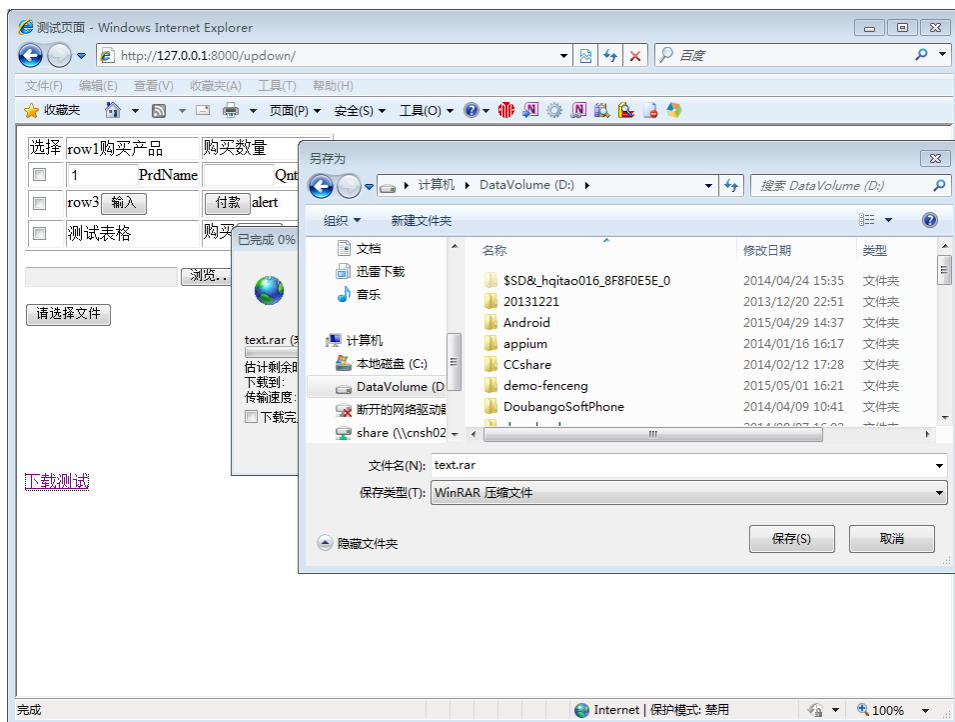 测试页面 - Windows Internet Explorer
http://127.0.0.1:8000/updown/
百度
文件(F) 编辑(E) 查看(V) 收藏夹(A) 工具(T) 帮助(H)
收藏夹 页面(P) 安全(S) 工具(O)
选择 row1购买产品 购买数量
1 PrdName Qnt
row3 输入 付款 alert
测试表格 购买
浏览..
请选择文件
下载测试
已完成 0%
text.rar
估计剩余
下载到:
传输速度:
下载完
另存为
计算机 DataVolume (D:)
搜索 DataVolume (D:)
组织 新建文件夹
文档
迅雷下载
音乐
计算机
本地磁盘 (C:)
DataVolume (D
断开的网络驱动
share (\\cnsh02
名称 修改日期 类型
$SD&_hqitao016_8F8F0E5E_0 2014/04/24 15:35 文件夹
20131221 2013/12/20 22:51 文件夹
Android 2015/04/29 14:37 文件夹
appium 2014/01/16 16:17 文件夹
CCshare 2014/02/12 17:28 文件夹
demo-fenceng 2015/05/01 16:21 文件夹
DoubangoSoftPhone 2014/04/09 10:41 文件夹
文件名(N): text.rar
保存类型(T): WinRAR 压缩文件
隐藏文件夹 保存(S) 取消
完成 Internet | 保护模式: 禁用 100%